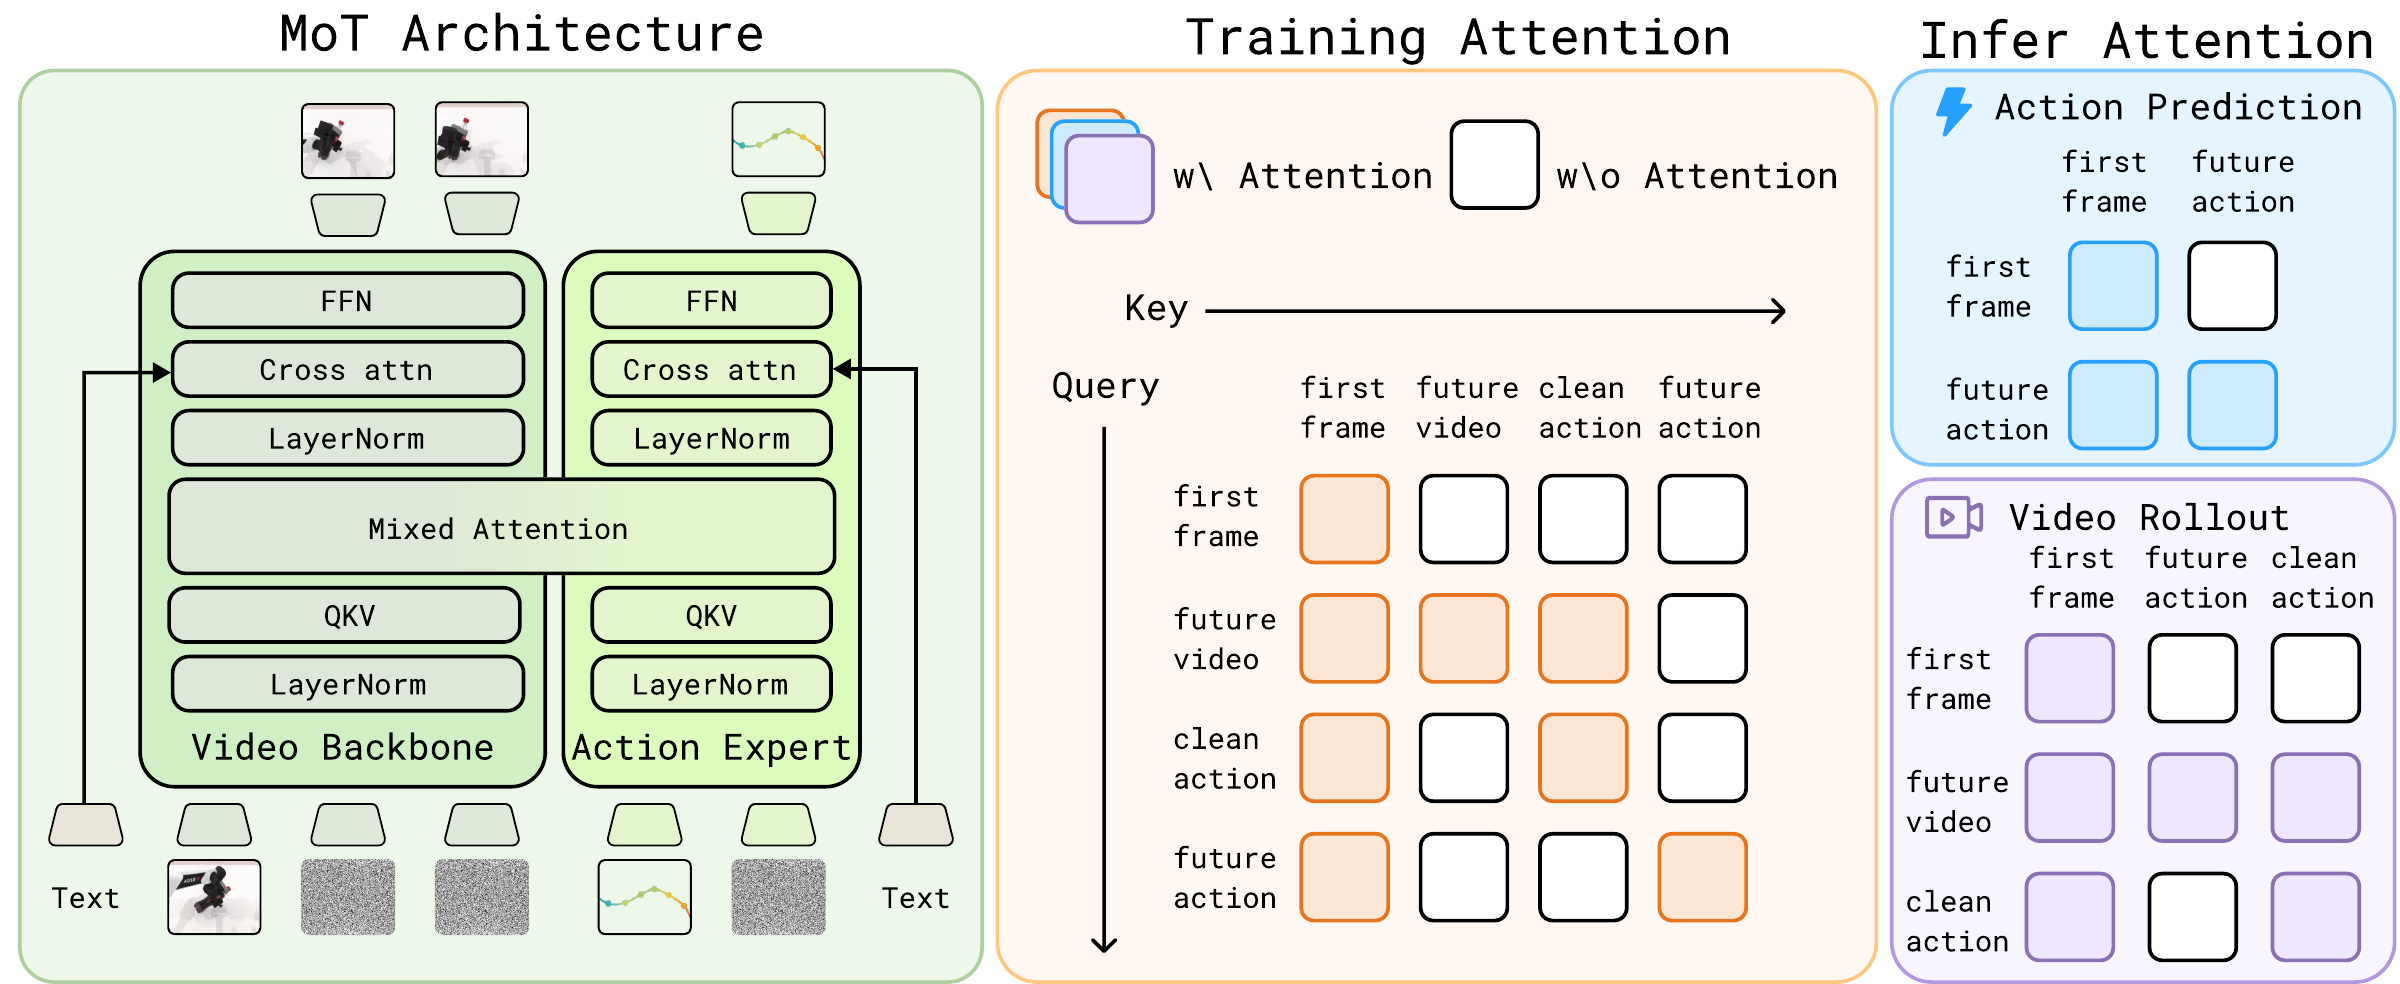 MoT Architecture
FFN
Cross attn
LayerNorm
FFN
Cross attn
LayerNorm
Mixed Attention
QKV
LayerNorm
QKV
LayerNorm
Video Backbone
Action Expert
Text
Text
Training Attention
w\ Attention
w\o Attention
Key
Query
first
frame
future
video
clean
action
future
action
first
frame
future
video
clean
action
future
action
Infer Attention
Action Prediction
first
frame
future
action
first
frame
future
action
Video Rollout
first
frame
future
action
clean
action
first
frame
future
video
clean
action